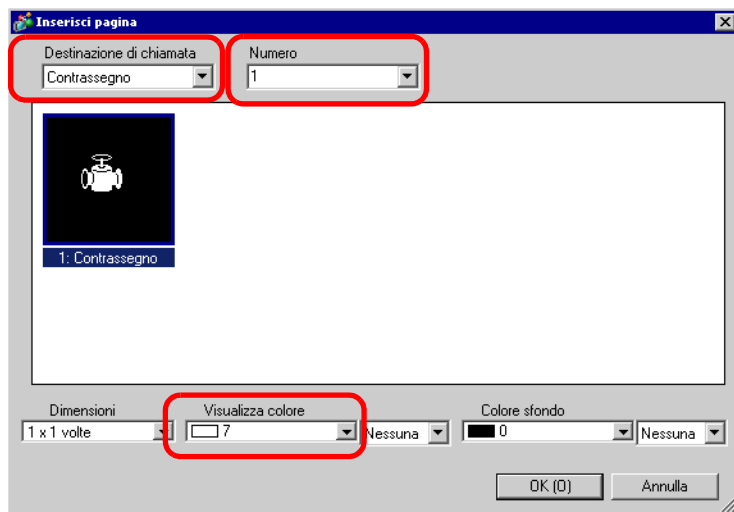 Inserisci pagina
Destinazione di chiamata Numero
Contrassegno 1
1: Contrassegno
Dimensioni Visualizza colore Colore sfondo
1 x 1 volte 7 Nessuna 0 Nessuna
OK (O) Annulla